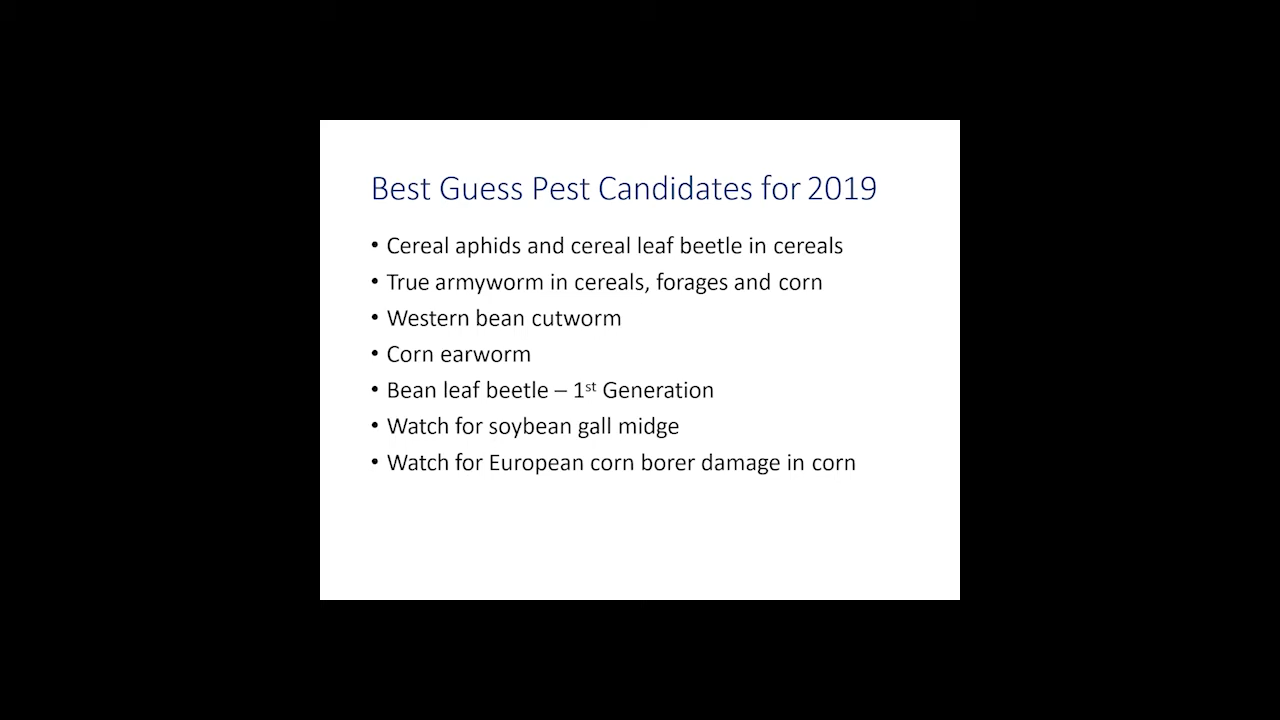 Best Guess Pest Candidates for 2019
• Cereal aphids and cereal leaf beetle in cereals
• True armyworm in cereals, forages and corn
• Western bean cutworm
• Corn earworm
• Bean leaf beetle – 1st Generation
• Watch for soybean gall midge
• Watch for European corn borer damage in corn